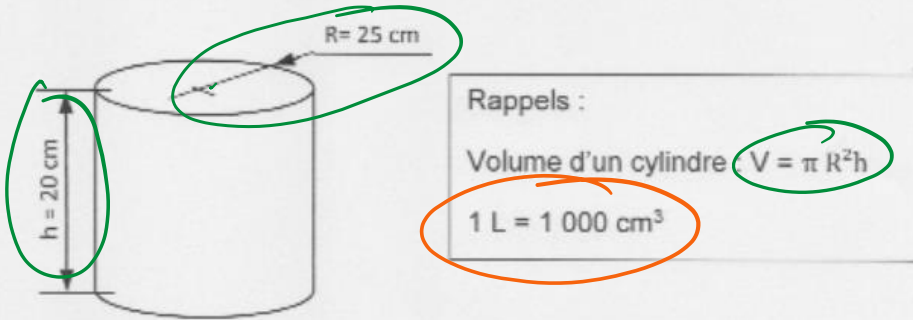 R= 25 cm
h = 20 cm
Rappels :
Volume d'un cylindre : V = π R²h
1 L = 1 000 cm³